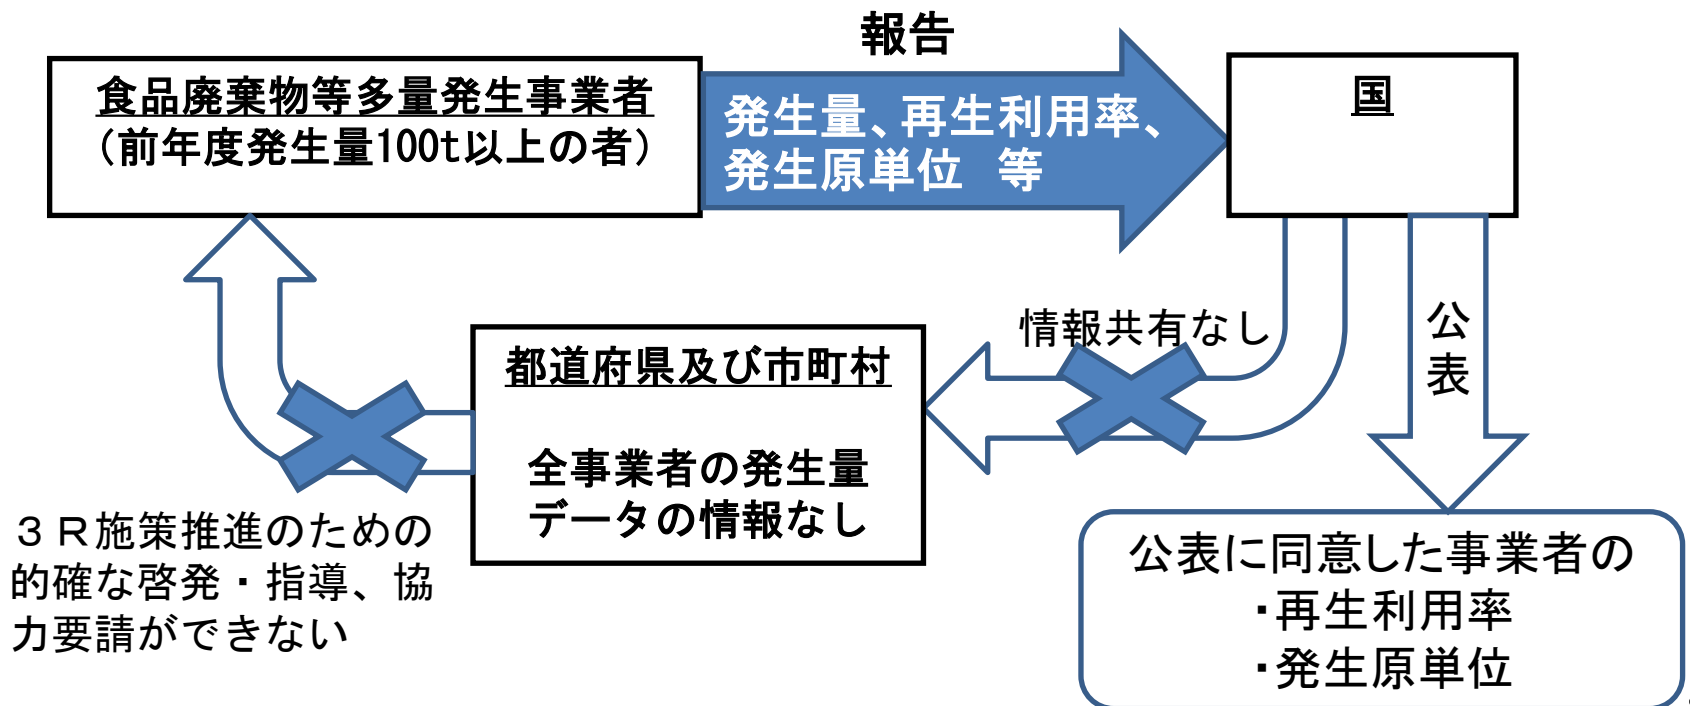 報告
食品廃棄物等多量発生事業者
（前年度発生量100t以上の者）
発生量、再生利用率、
発生原単位　等
国
情報共有なし
公
表
都道府県及び市町村
全事業者の発生量
データの情報なし
３Ｒ施策推進のための
的確な啓発・指導、協
力要請ができない
公表に同意した事業者の
・再生利用率
・発生原単位